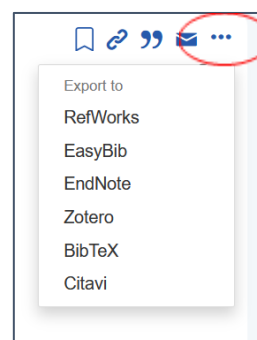 Export to
RefWorks
EasyBib
EndNote
Zotero
BibTeX
Citavi